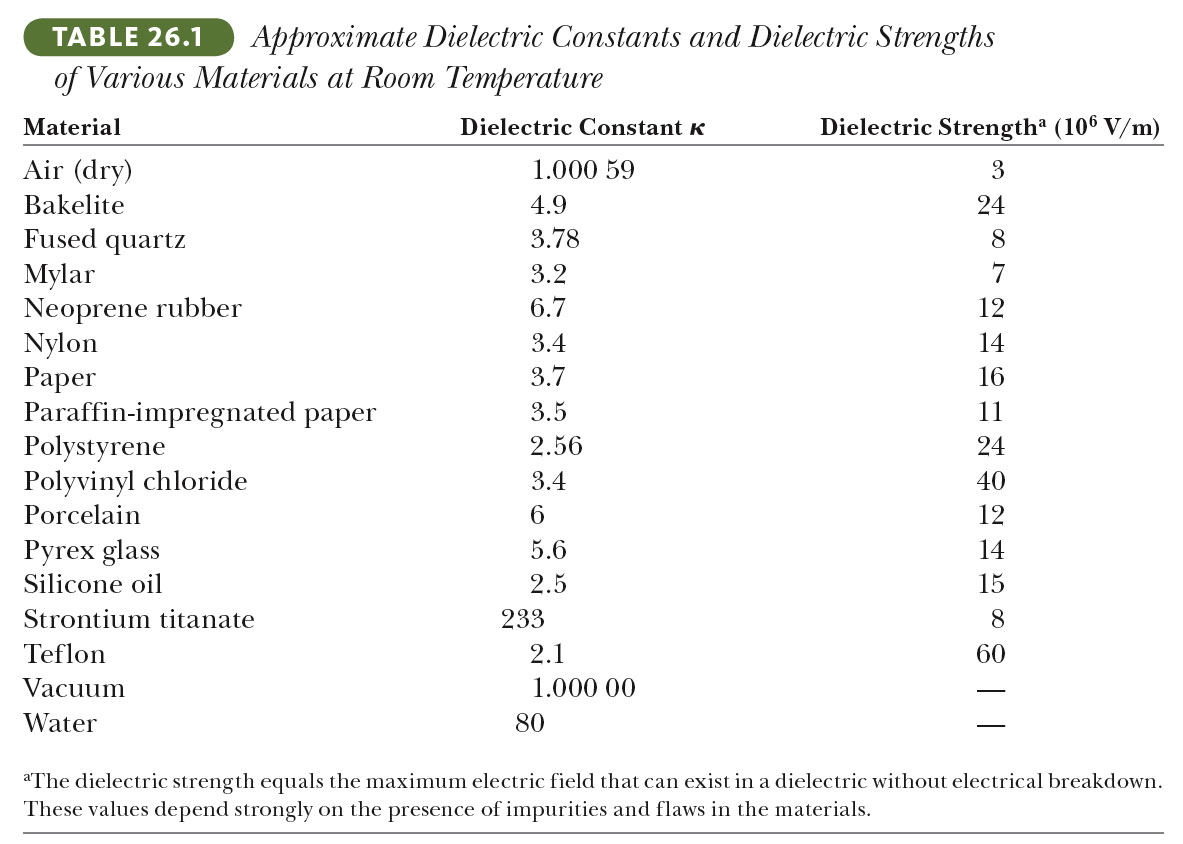 TABLE 26.1 Approximate Dielectric Constants and Dielectric Strengths
of Various Materials at Room Temperature
Material Dielectric Constant κ Dielectric Strengthᵃ (10⁶ V/m)
Air (dry) 1.000 59 3
Bakelite 4.9 24
Fused quartz 3.78 8
Mylar 3.2 7
Neoprene rubber 6.7 12
Nylon 3.4 14
Paper 3.7 16
Paraffin-impregnated paper 3.5 11
Polystyrene 2.56 24
Polyvinyl chloride 3.4 40
Porcelain 6 12
Pyrex glass 5.6 14
Silicone oil 2.5 15
Strontium titanate 233 8
Teflon 2.1 60
Vacuum 1.000 00 —
Water 80 —
ᵃThe dielectric strength equals the maximum electric field that can exist in a dielectric without electrical breakdown.
These values depend strongly on the presence of impurities and flaws in the materials.